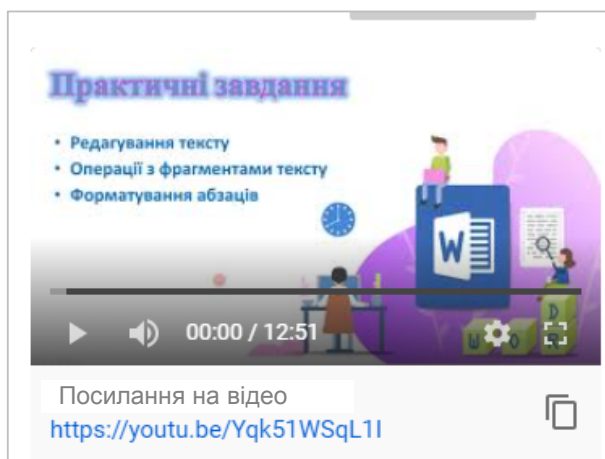 Практичні завдання
• Редагування тексту
• Операції з фрагментами тексту
• Форматування абзаців
W
D
W O R
00:00 / 12:51
Посилання на відео
https://youtu.be/Yqk51WSqL1I